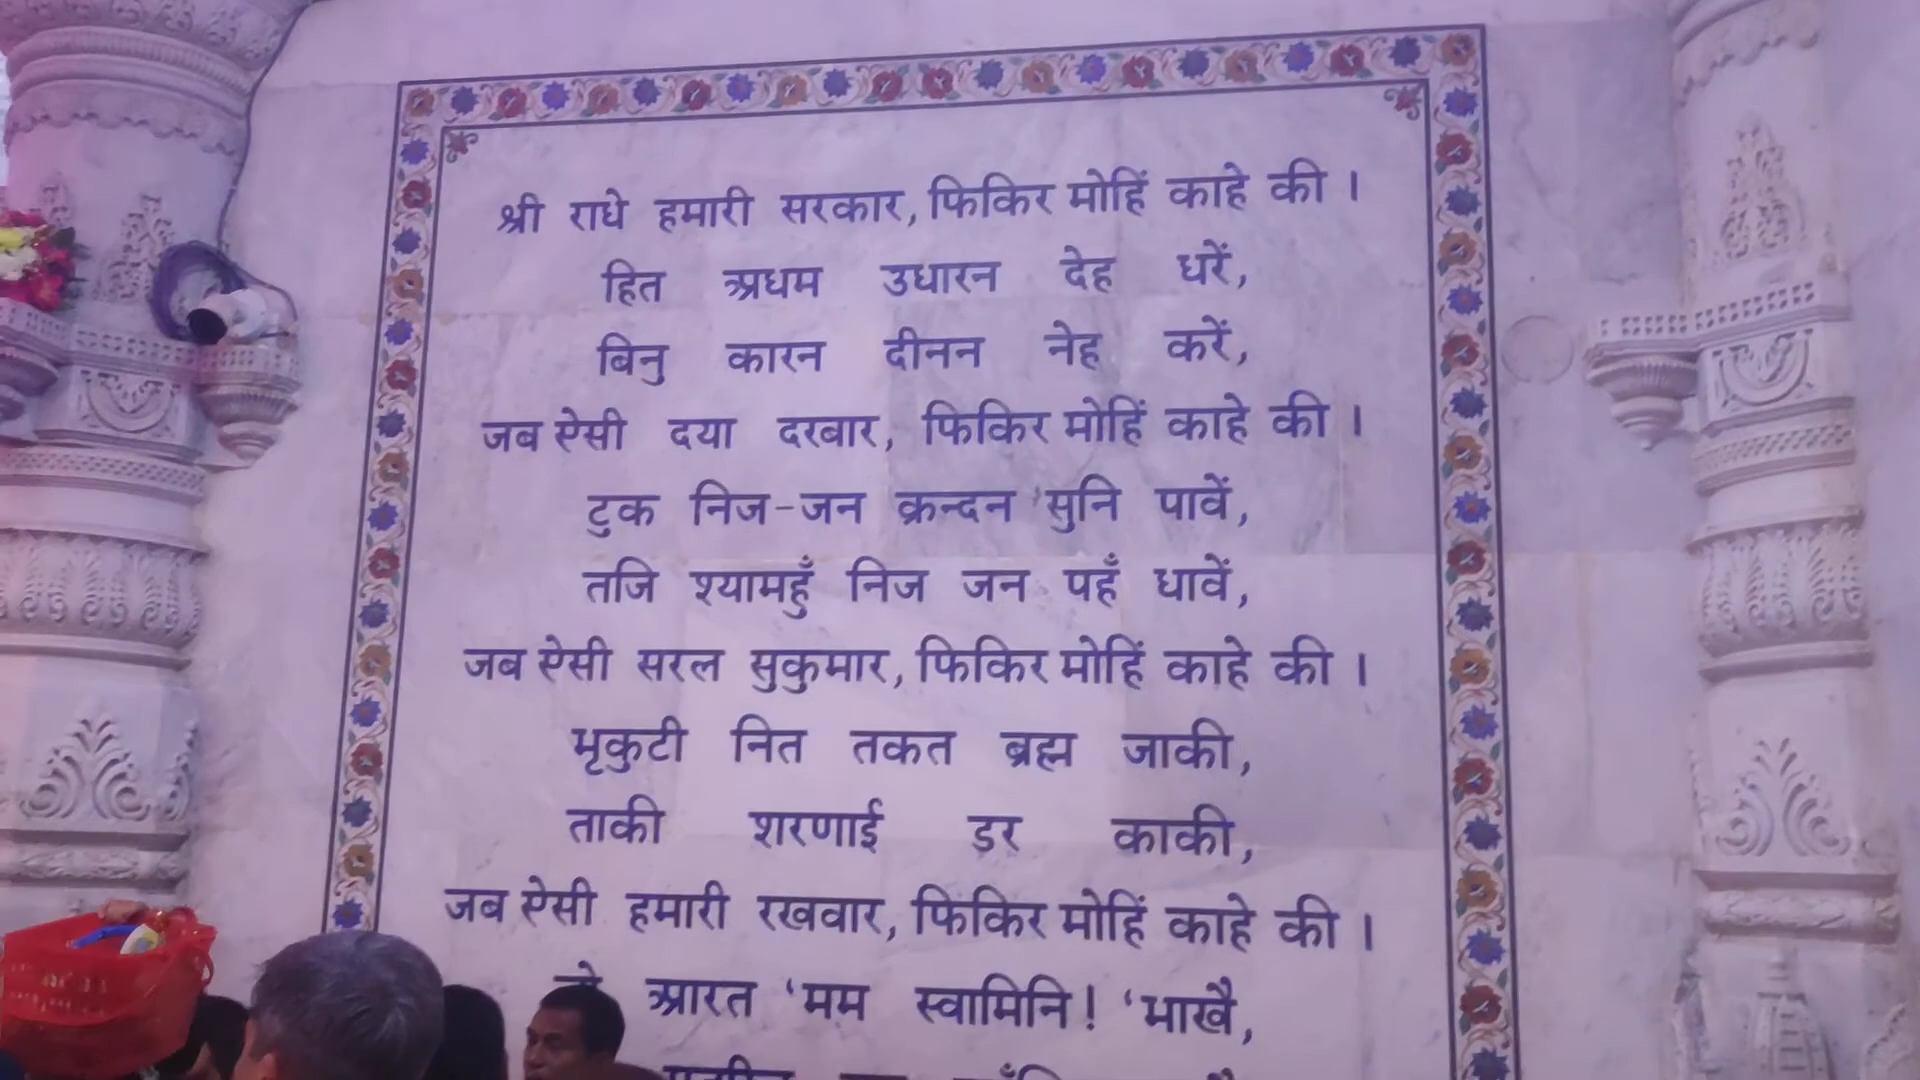 श्री राधे हमारी सरकार, फिकिर मोहिं काहे की ।
हित अधम उधारन देह धरें,
बिनु कारन दीनन नेह करें,
जब ऐसी दया दरबार, फिकिर मोहिं काहे की ।
टुक निज-जन क्रन्दन सुनि पावें,
तजि श्यामहुँ निज जन पहँ धावें,
जब ऐसी सरल सुकुमार, फिकिर मोहिं काहे की ।
भृकुटी नित तकत ब्रह्म जाकी,
ताकी शरणाई डर काकी,
जब ऐसी हमारी रखवार, फिकिर मोहिं काहे की ।
आरत 'मम स्वामिनि! 'भाखै,